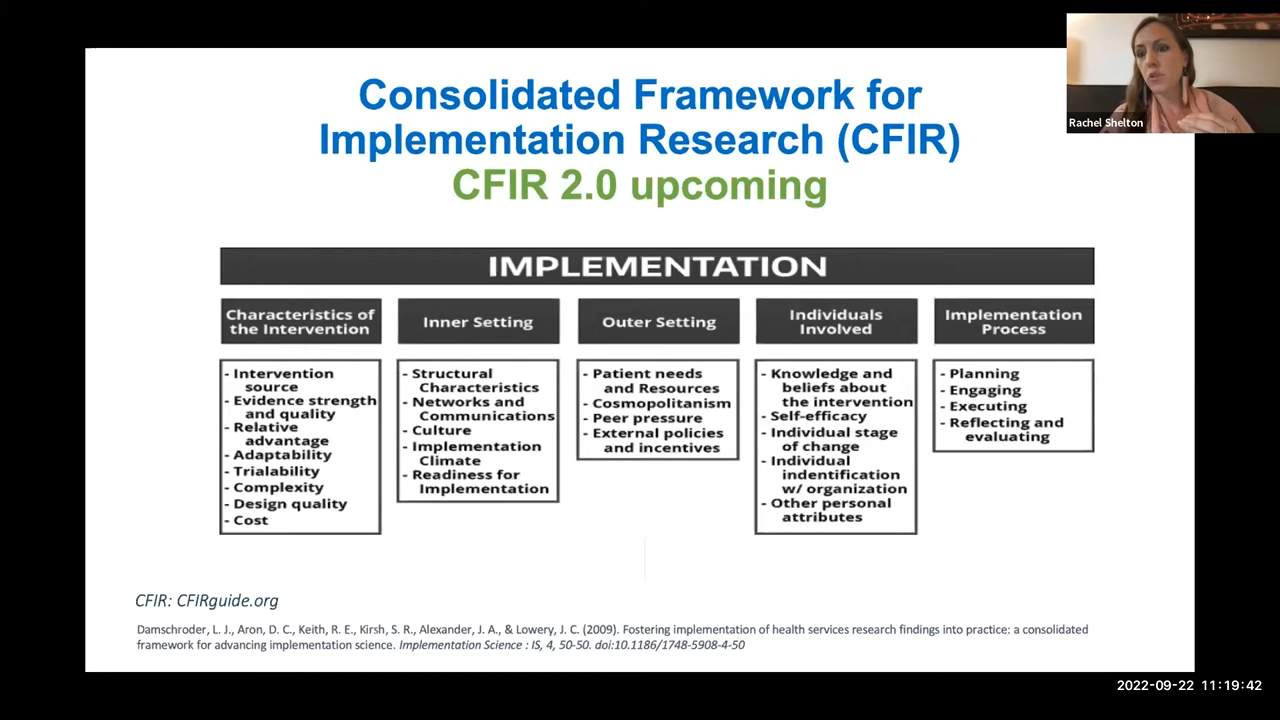 Consolidated Framework for
Implementation Research (CFIR)
CFIR 2.0 upcoming
Rachel Shelton
IMPLEMENTATION
Characteristics of
the Intervention
- Intervention
source
- Evidence strength
and quality
- Relative
advantage
- Adaptability
- Trialability
- Complexity
- Design quality
- Cost
Inner Setting
- Structural
Characteristics
- Networks and
Communications
- Culture
- Implementation
Climate
- Readiness for
Implementation
Outer Setting
- Patient needs
and Resources
- Cosmopolitanism
- Peer pressure
- External policies
and incentives
Individuals
Involved
- Knowledge and
beliefs about
the intervention
- Self-efficacy
- Individual stage
of change
- Individual
indentification
w/ organization
- Other personal
attributes
Implementation
Process
- Planning
- Engaging
- Executing
- Reflecting and
evaluating
CFIR: CFIRguide.org
Damschroder, L. J., Aron, D. C., Keith, R. E., Kirsh, S. R., Alexander, J. A., & Lowery, J. C. (2009). Fostering implementation of health services research findings into practice: a consolidated
framework for advancing implementation science. Implementation Science : IS, 4, 50-50. doi:10.1186/1748-5908-4-50
2022-09-22 11:19:42